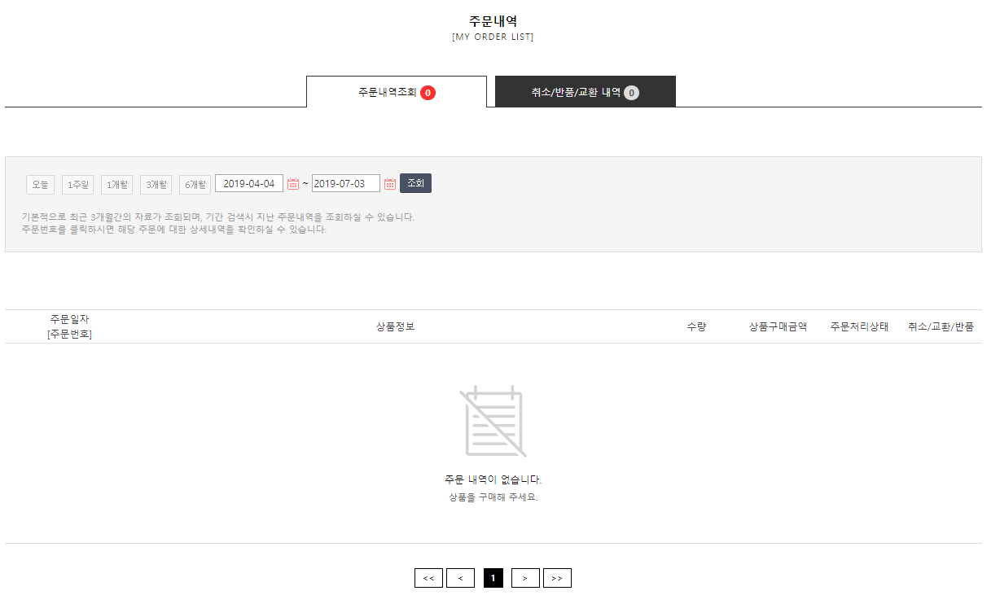 주문내역
[MY ORDER LIST]
주문내역조회 0 취소/반품/교환 내역 0
오늘 1주일 1개월 3개월 6개월 2019-04-04 ~ 2019-07-03 조회
기본적으로 최근 3개월간의 자료가 조회되며, 기간 검색시 지난 주문내역을 조회하실 수 있습니다.
주문번호를 클릭하시면 해당 주문에 대한 상세내역을 확인하실 수 있습니다.
주문일자
[주문번호]
상품정보 수량 상품구매금액 주문처리상태 취소/교환/반품
주문 내역이 없습니다.
상품을 구매해 주세요.
<< < 1 > >>